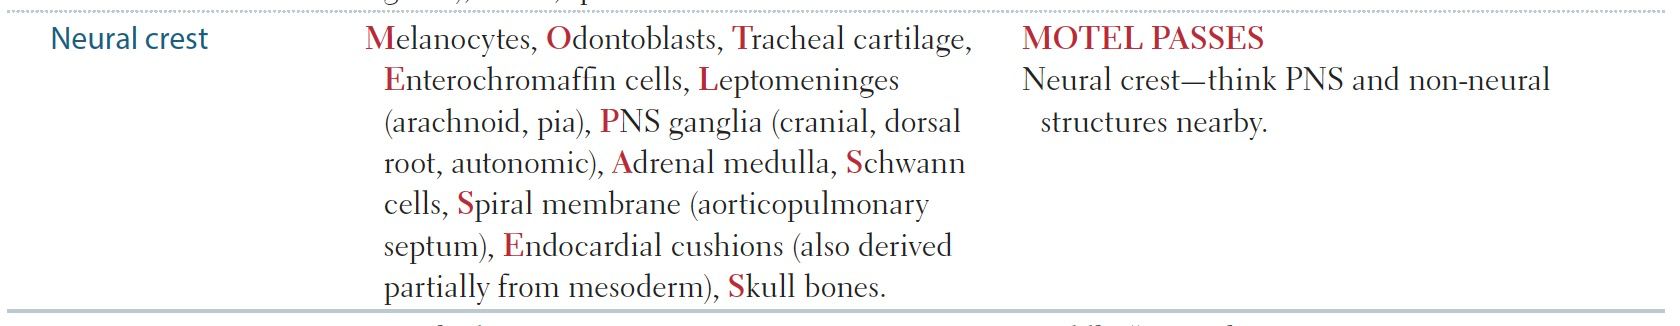 Neural crest
Melanocytes, Odontoblasts, Tracheal cartilage,
Enterochromaffin cells, Leptomeninges
(arachnoid, pia), PNS ganglia (cranial, dorsal
root, autonomic), Adrenal medulla, Schwann
cells, Spiral membrane (aorticopulmonary
septum), Endocardial cushions (also derived
partially from mesoderm), Skull bones.
MOTEL PASSES
Neural crest—think PNS and non-neural
structures nearby.